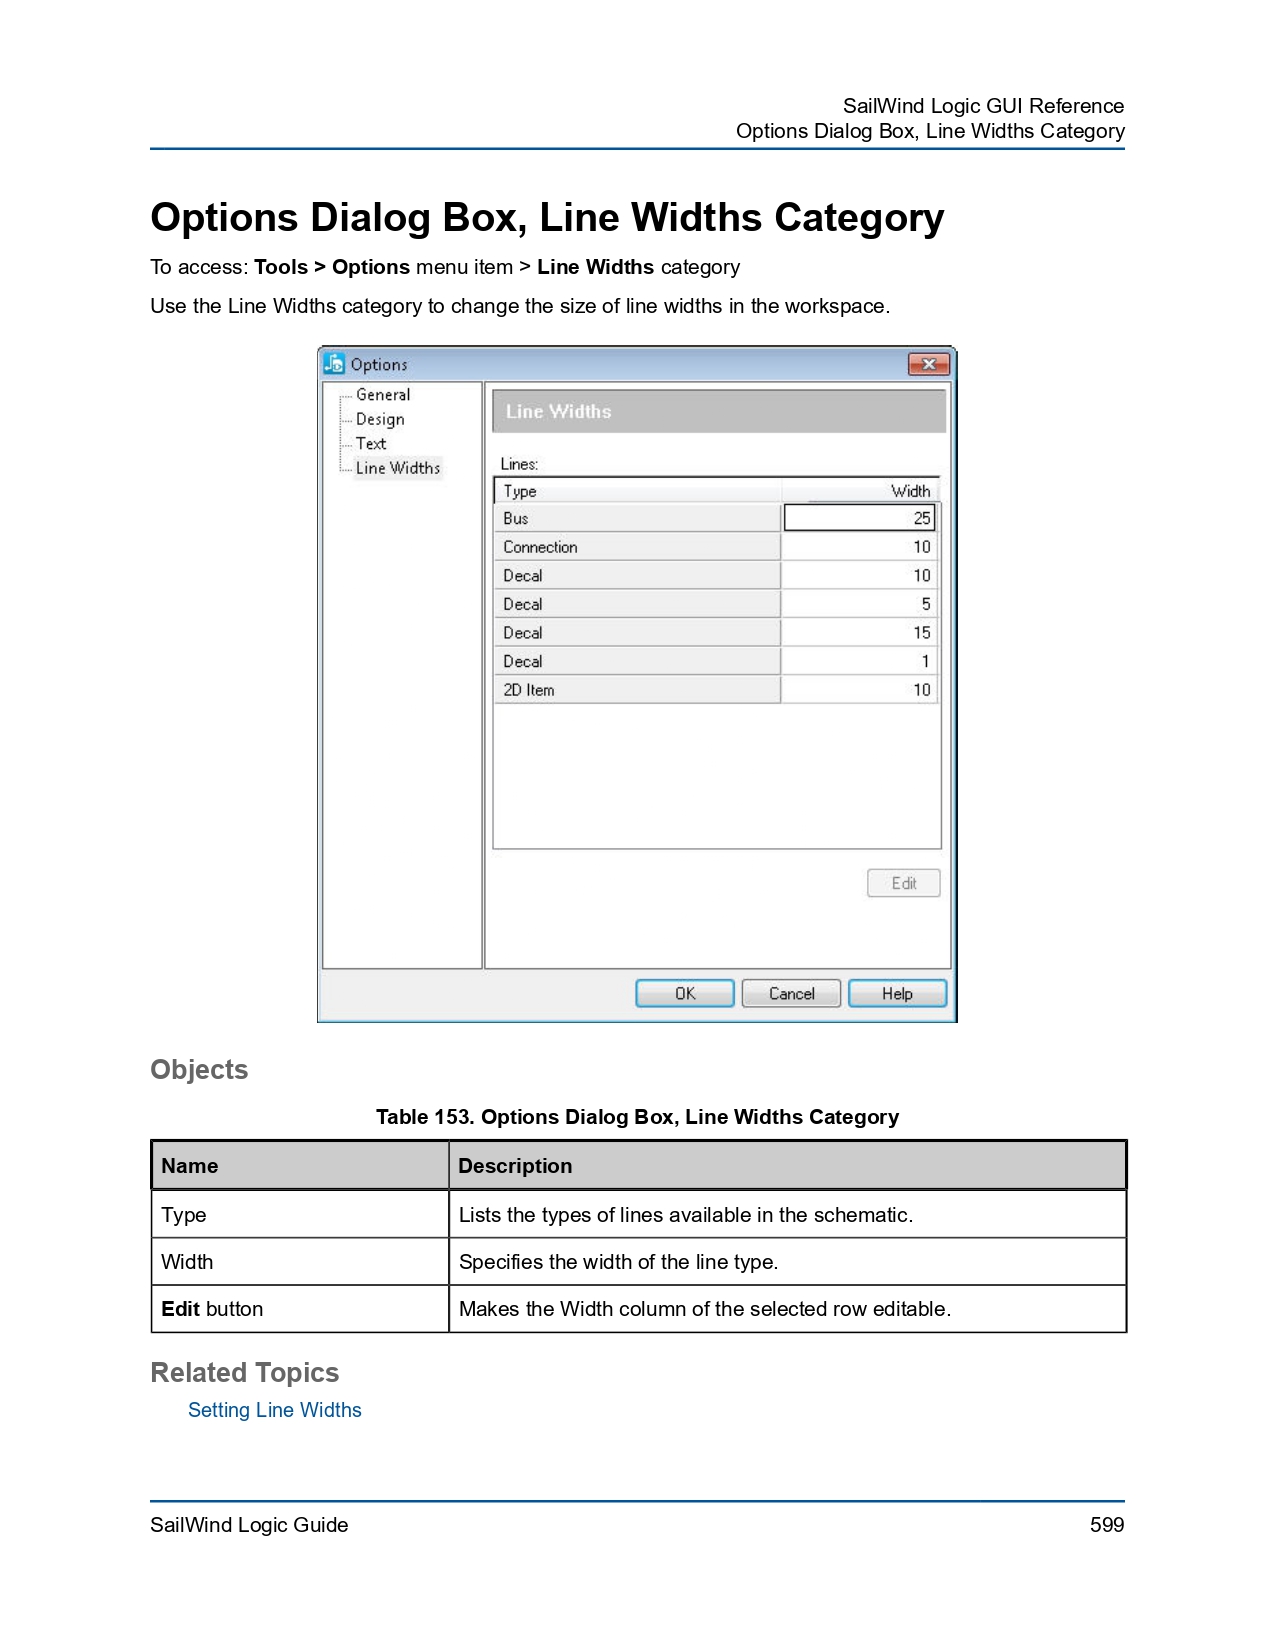 SailWind Logic GUI Reference
Options Dialog Box, Line Widths Category
Options Dialog Box, Line Widths Category
To access: Tools > Options menu item > Line Widths category
Use the Line Widths category to change the size of line widths in the workspace.
Options
General
Design
Text
Line Widths
Line Widths
Lines:
Type Width
Bus 25
Connection 10
Decal 10
Decal 5
Decal 15
Decal 1
2D Item 10
Edit
OK Cancel Help
Objects
Table 153. Options Dialog Box, Line Widths Category
Name Description
Type Lists the types of lines available in the schematic.
Width Specifies the width of the line type.
Edit button Makes the Width column of the selected row editable.
Related Topics
Setting Line Widths
SailWind Logic Guide 599